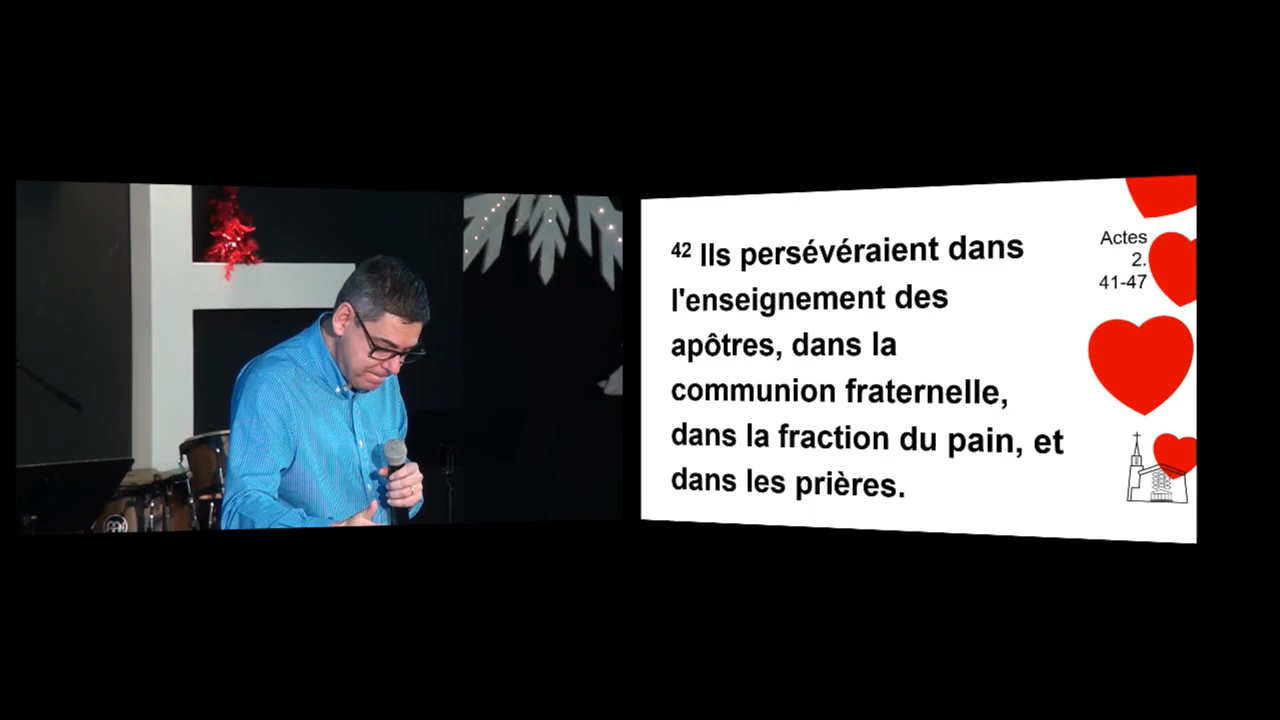 42 Ils persévéraient dans
l'enseignement des
apôtres, dans la
communion fraternelle,
dans la fraction du pain, et
dans les prières.
Actes
2.
41-47